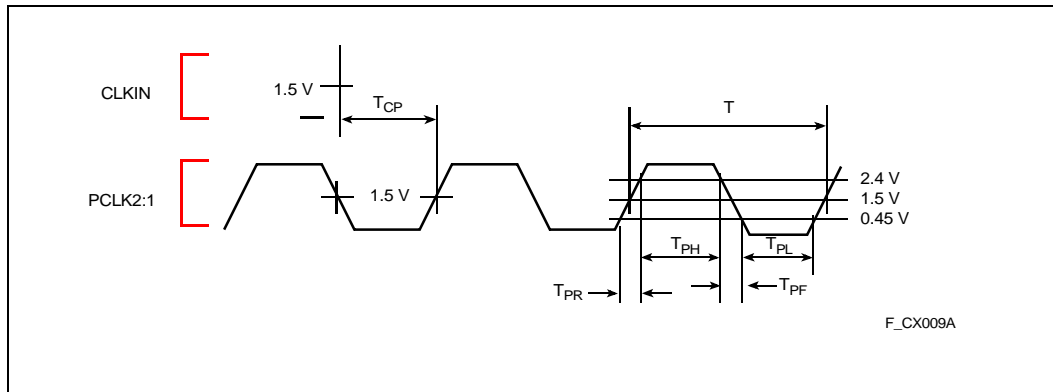 CLKIN
1.5 V
TCP
T
PCLK2:1
1.5 V
2.4 V
1.5 V
0.45 V
TPH
TPL
TPR
TPF
F_CX009A